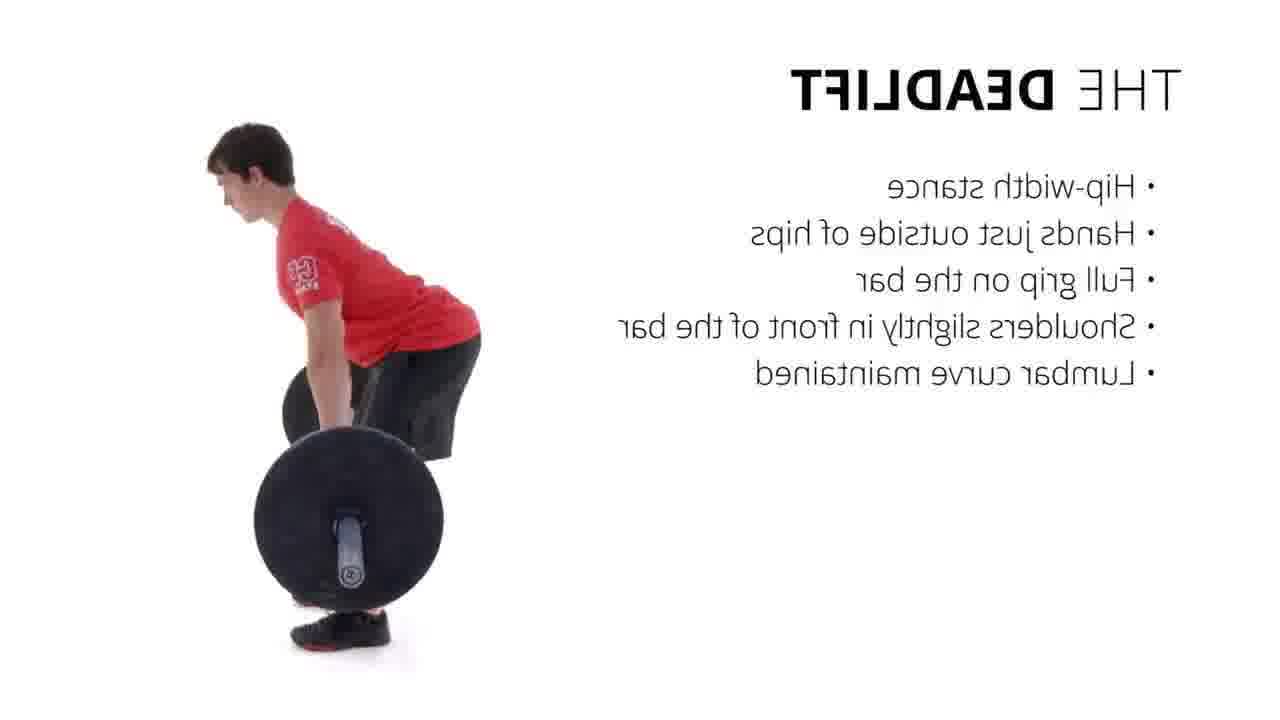 THE DEADLIFT
• Hip-width stance
• Hands just outside of hips
• Full grip on the bar
• Shoulders slightly in front of the bar
• Lumbar curve maintained